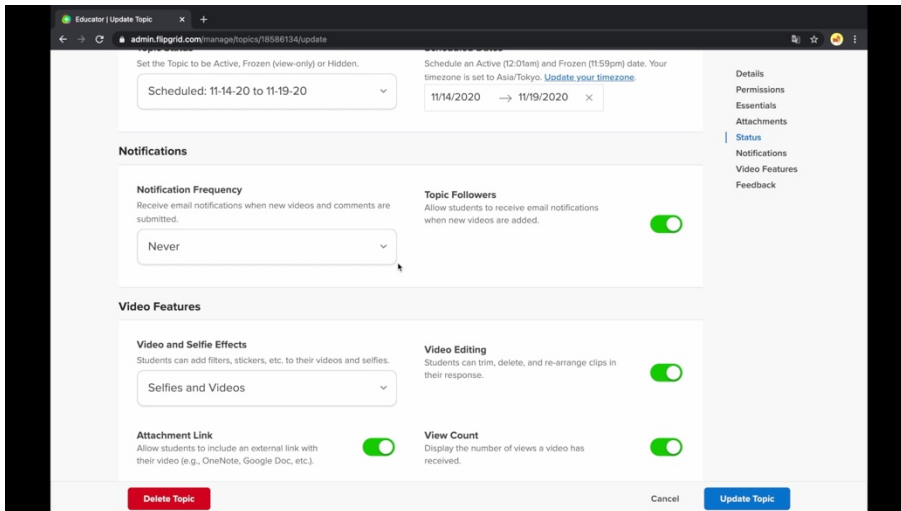 Educator | Update Topic
admin.flipgrid.com/manage/topics/18586134/update
Topic Status
Scheduled Dates
Set the Topic to be Active, Frozen (view-only) or Hidden.
Scheduled: 11-14-20 to 11-19-20
Schedule an Active (12:01am) and Frozen (11:59pm) date. Your
timezone is set to Asia/Tokyo. Update your timezone.
11/14/2020 → 11/19/2020 ×
Details
Permissions
Essentials
Attachments
Status
Notifications
Video Features
Feedback
Notifications
Notification Frequency
Receive email notifications when new videos and comments are
submitted.
Never
Topic Followers
Allow students to receive email notifications
when new videos are added.
Video Features
Video and Selfie Effects
Students can add filters, stickers, etc. to their videos and selfies.
Selfies and Videos
Video Editing
Students can trim, delete, and re-arrange clips in
their response.
Attachment Link
Allow students to include an external link with
their video (e.g., OneNote, Google Doc, etc.).
View Count
Display the number of views a video has
received.
Delete Topic
Cancel
Update Topic